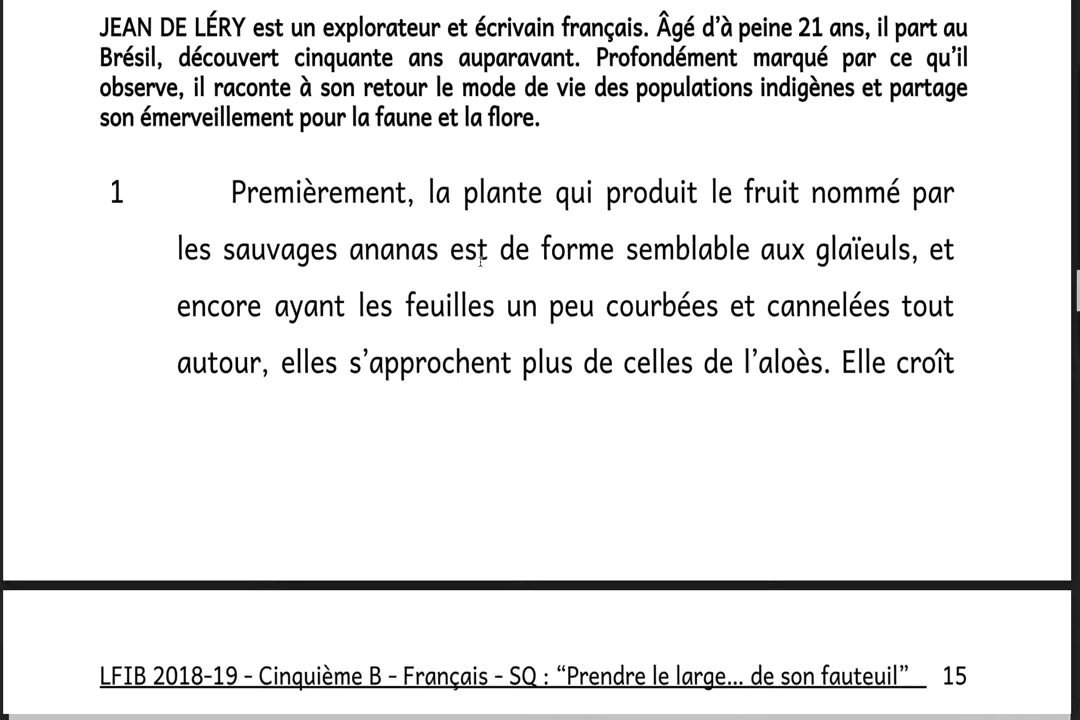 JEAN DE LÉRY est un explorateur et écrivain français. Âgé d’à peine 21 ans, il part au
Brésil, découvert cinquante ans auparavant. Profondément marqué par ce qu’il
observe, il raconte à son retour le mode de vie des populations indigènes et partage
son émerveillement pour la faune et la flore.
1 Premièrement, la plante qui produit le fruit nommé par
les sauvages ananas est de forme semblable aux glaïeuls, et
encore ayant les feuilles un peu courbées et cannelées tout
autour, elles s’approchent plus de celles de l’aloès. Elle croît
LFIB 2018-19 - Cinquième B - Français - SQ : “Prendre le large... de son fauteuil” 15